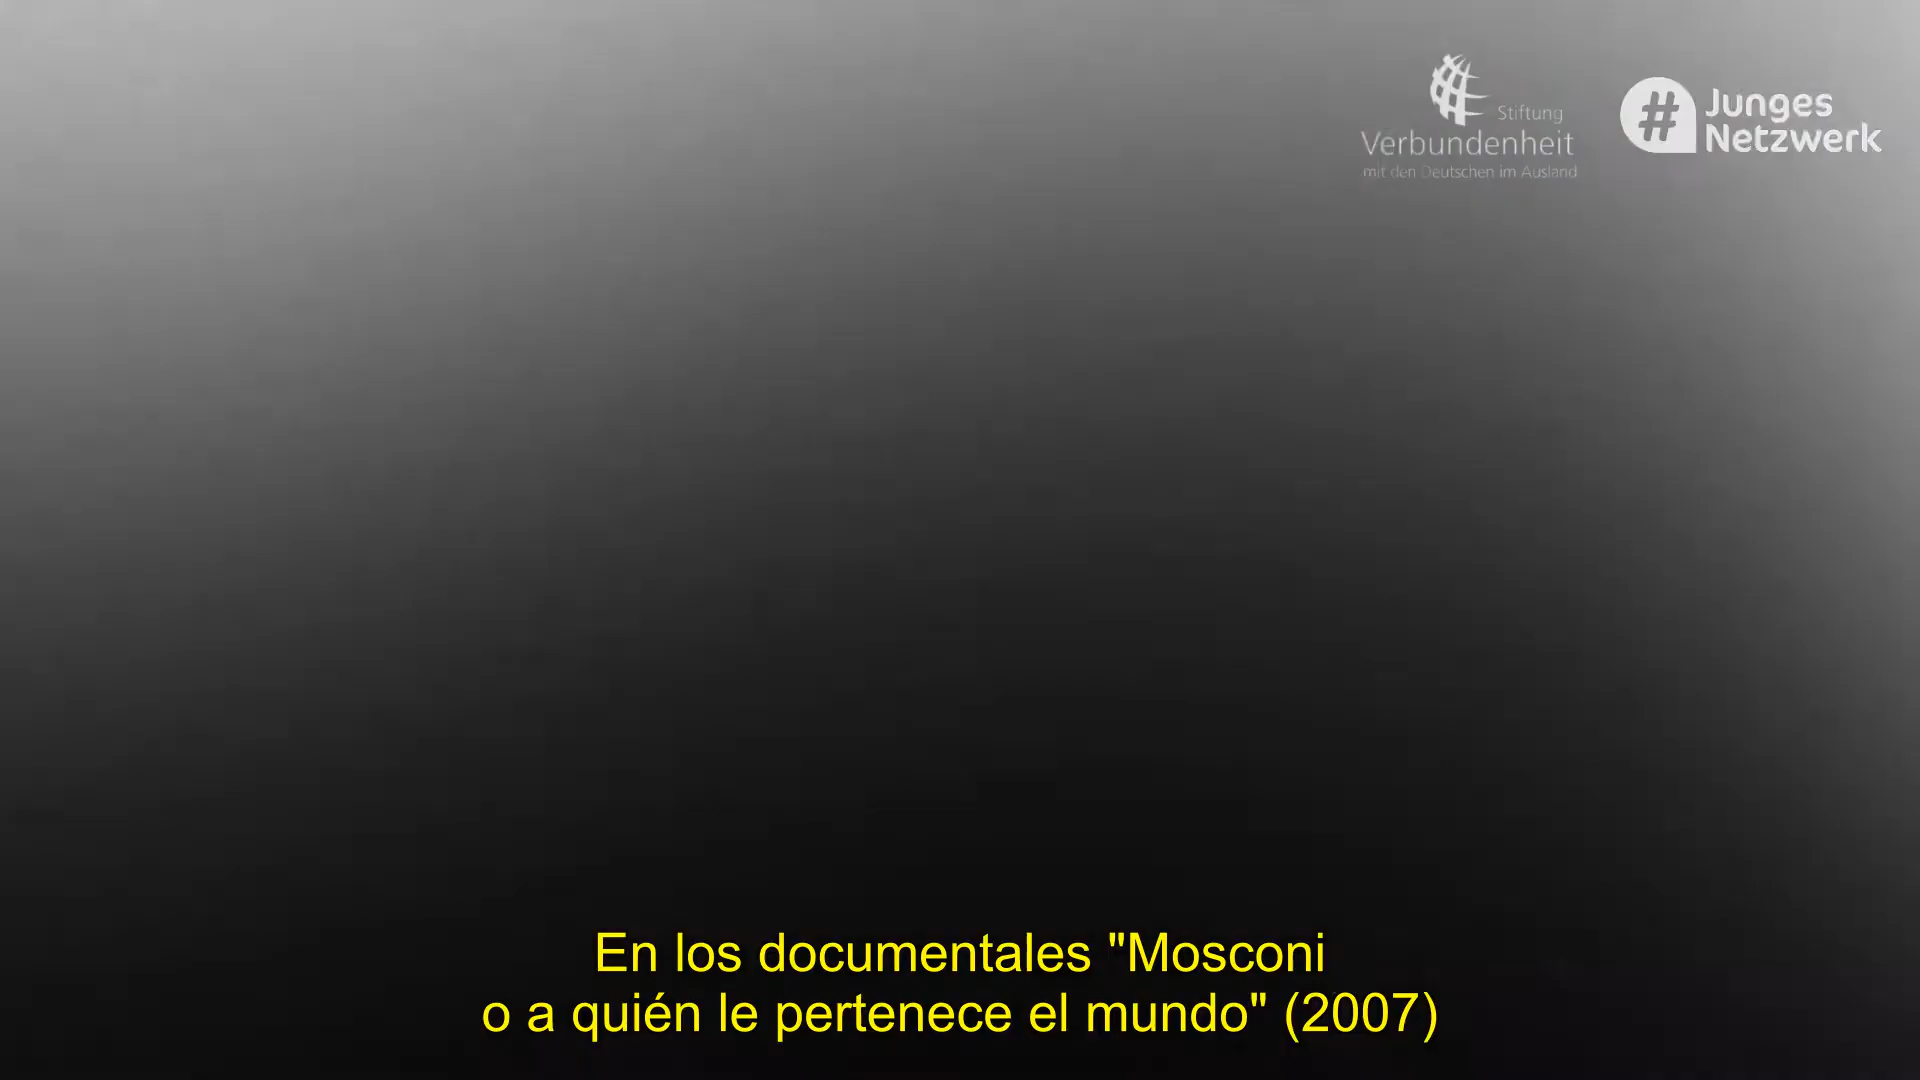 Stiftung
Verbundenheit
mit den Deutschen im Ausland
# Junges
Netzwerk
En los documentales "Mosconi
o a quién le pertenece el mundo" (2007)